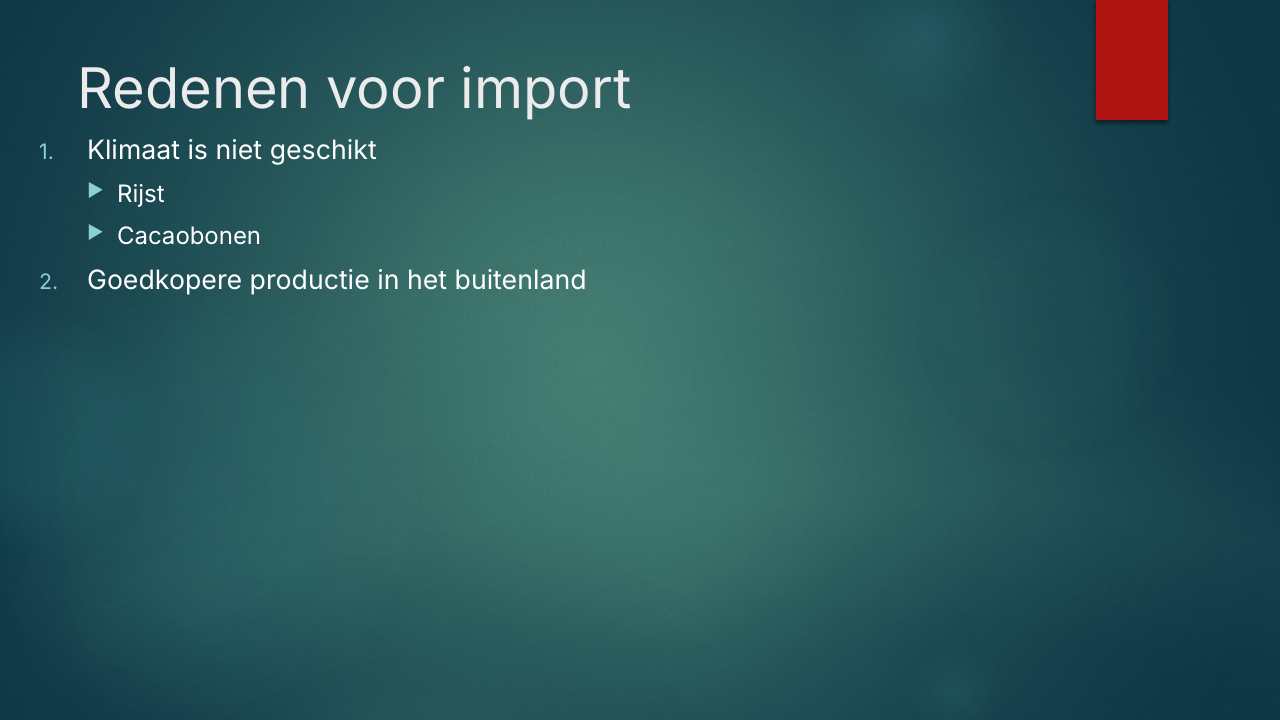 Redenen voor import
1. Klimaat is niet geschikt
Rijst
Cacaobonen
2. Goedkopere productie in het buitenland